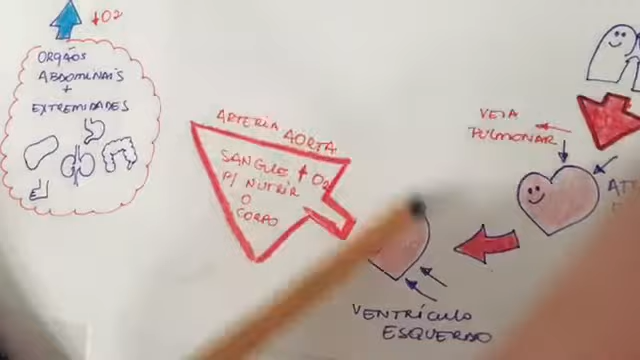 ↓O2
ORGÃOS
ABDOMINAIS
+
EXTREMIDADES
ARTERIA AORTA
SANGUE ↑ O2
P/ NUTRIR
O
CORPO
VEIA
PULMONAR
VENTRÍCULO
ESQUERDO